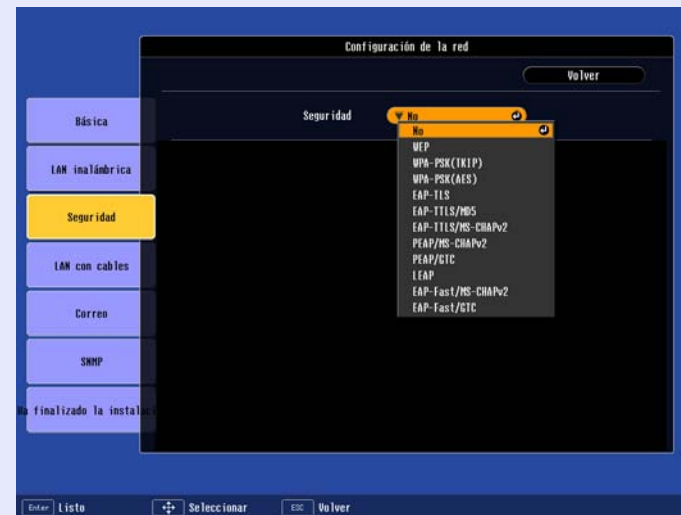 Configuración de la red
Volver
Básica
LAN inalámbrica
Seguridad
LAN con cables
Correo
SNMP
Ha finalizado la instalaci
Seguridad
No
No
WEP
WPA-PSK(TKIP)
WPA-PSK(AES)
EAP-TLS
EAP-TTLS/MD5
EAP-TTLS/MS-CHAPv2
PEAP/MS-CHAPv2
PEAP/GTC
LEAP
EAP-Fast/MS-CHAPv2
EAP-Fast/GTC
Enter Listo Seleccionar ESC Volver